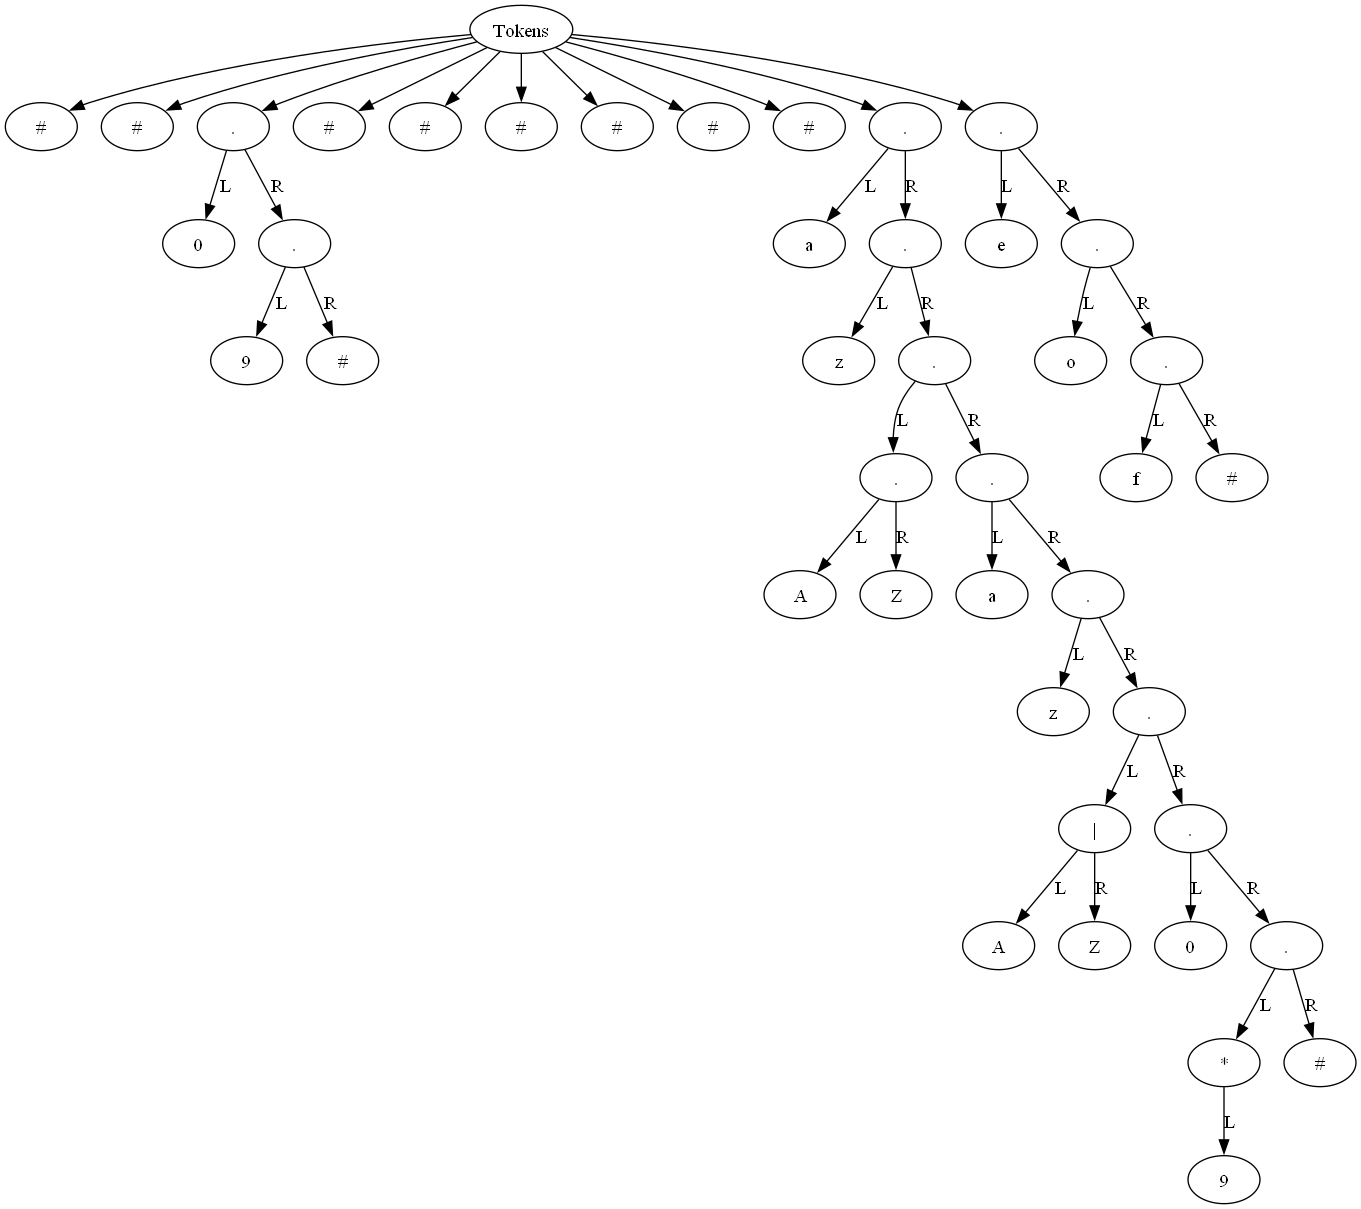 Tokens
# # . # # # # # # . .
L R L R L R
0 . a . e .
L R L R L R
9 # z . o .
L R L R
. . f #
L R L R
A Z a .
L R
z .
L R
| .
L R L R
A Z 0 .
L R
* #
L
9